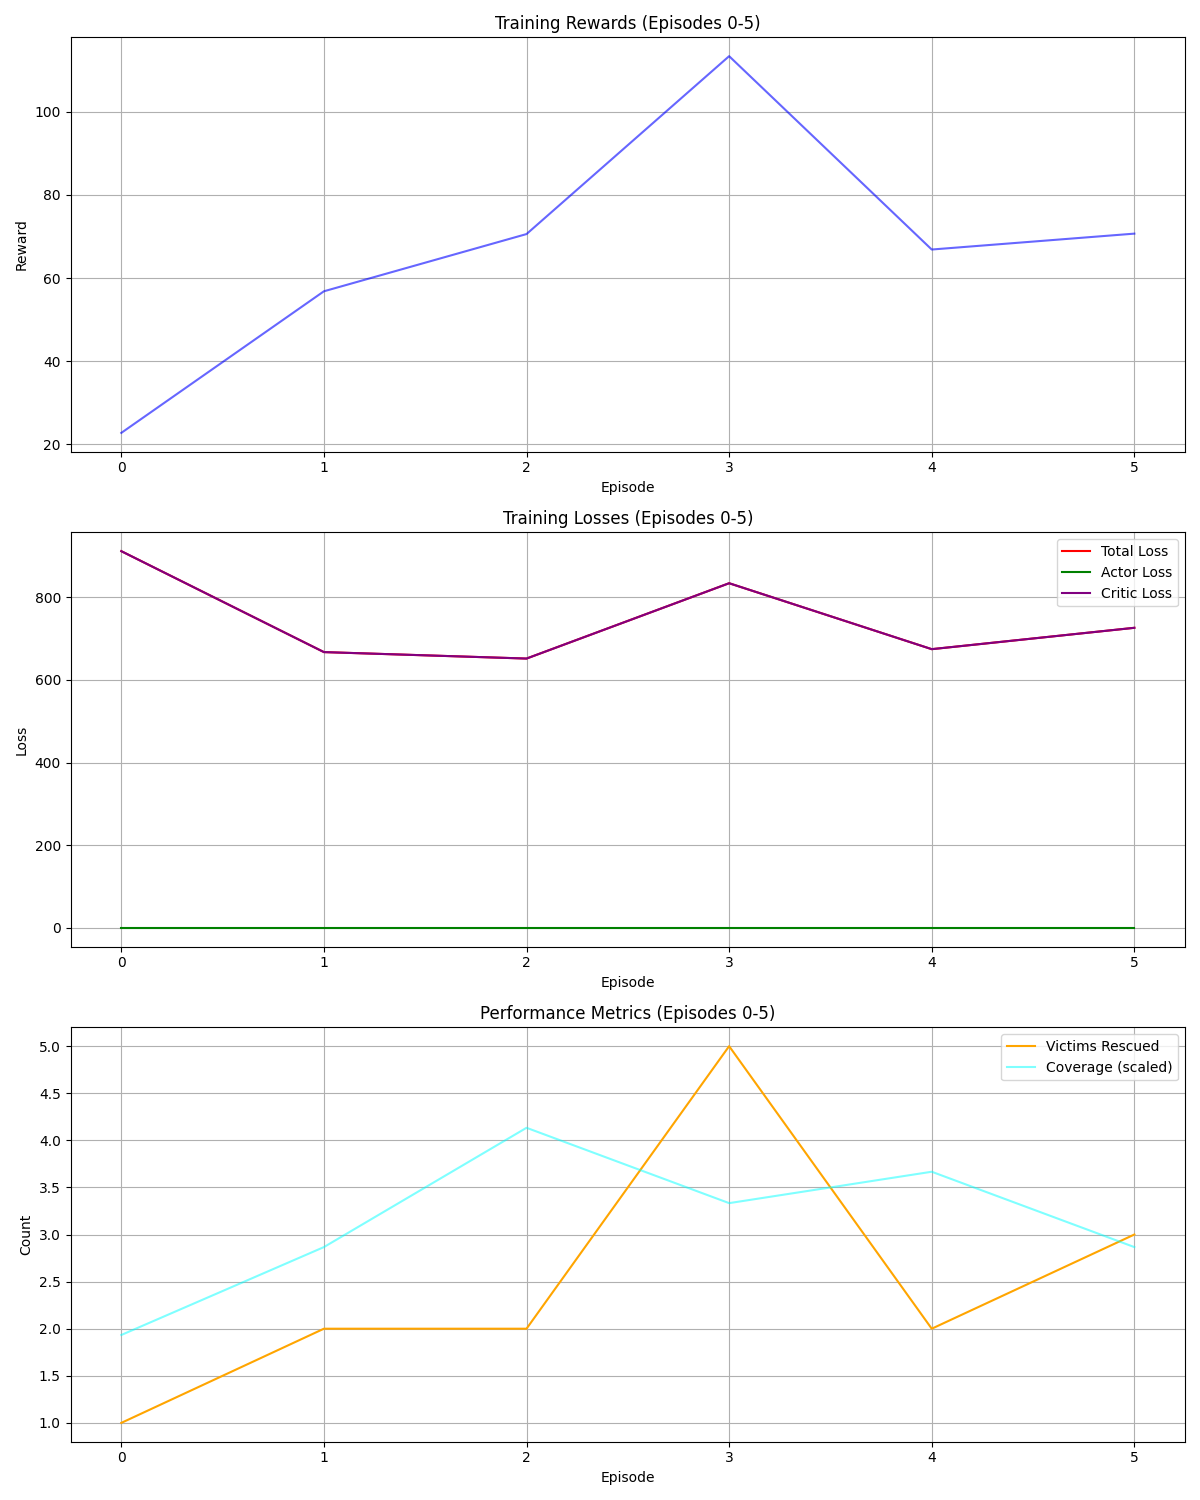 Training Rewards (Episodes 0-5)
Reward
100
80
60
40
20
0 1 2 3 4 5
Episode
Training Losses (Episodes 0-5)
Total Loss
Actor Loss
Critic Loss
Loss
800
600
400
200
0
0 1 2 3 4 5
Episode
Performance Metrics (Episodes 0-5)
Victims Rescued
Coverage (scaled)
Count
5.0
4.5
4.0
3.5
3.0
2.5
2.0
1.5
1.0
0 1 2 3 4 5
Episode